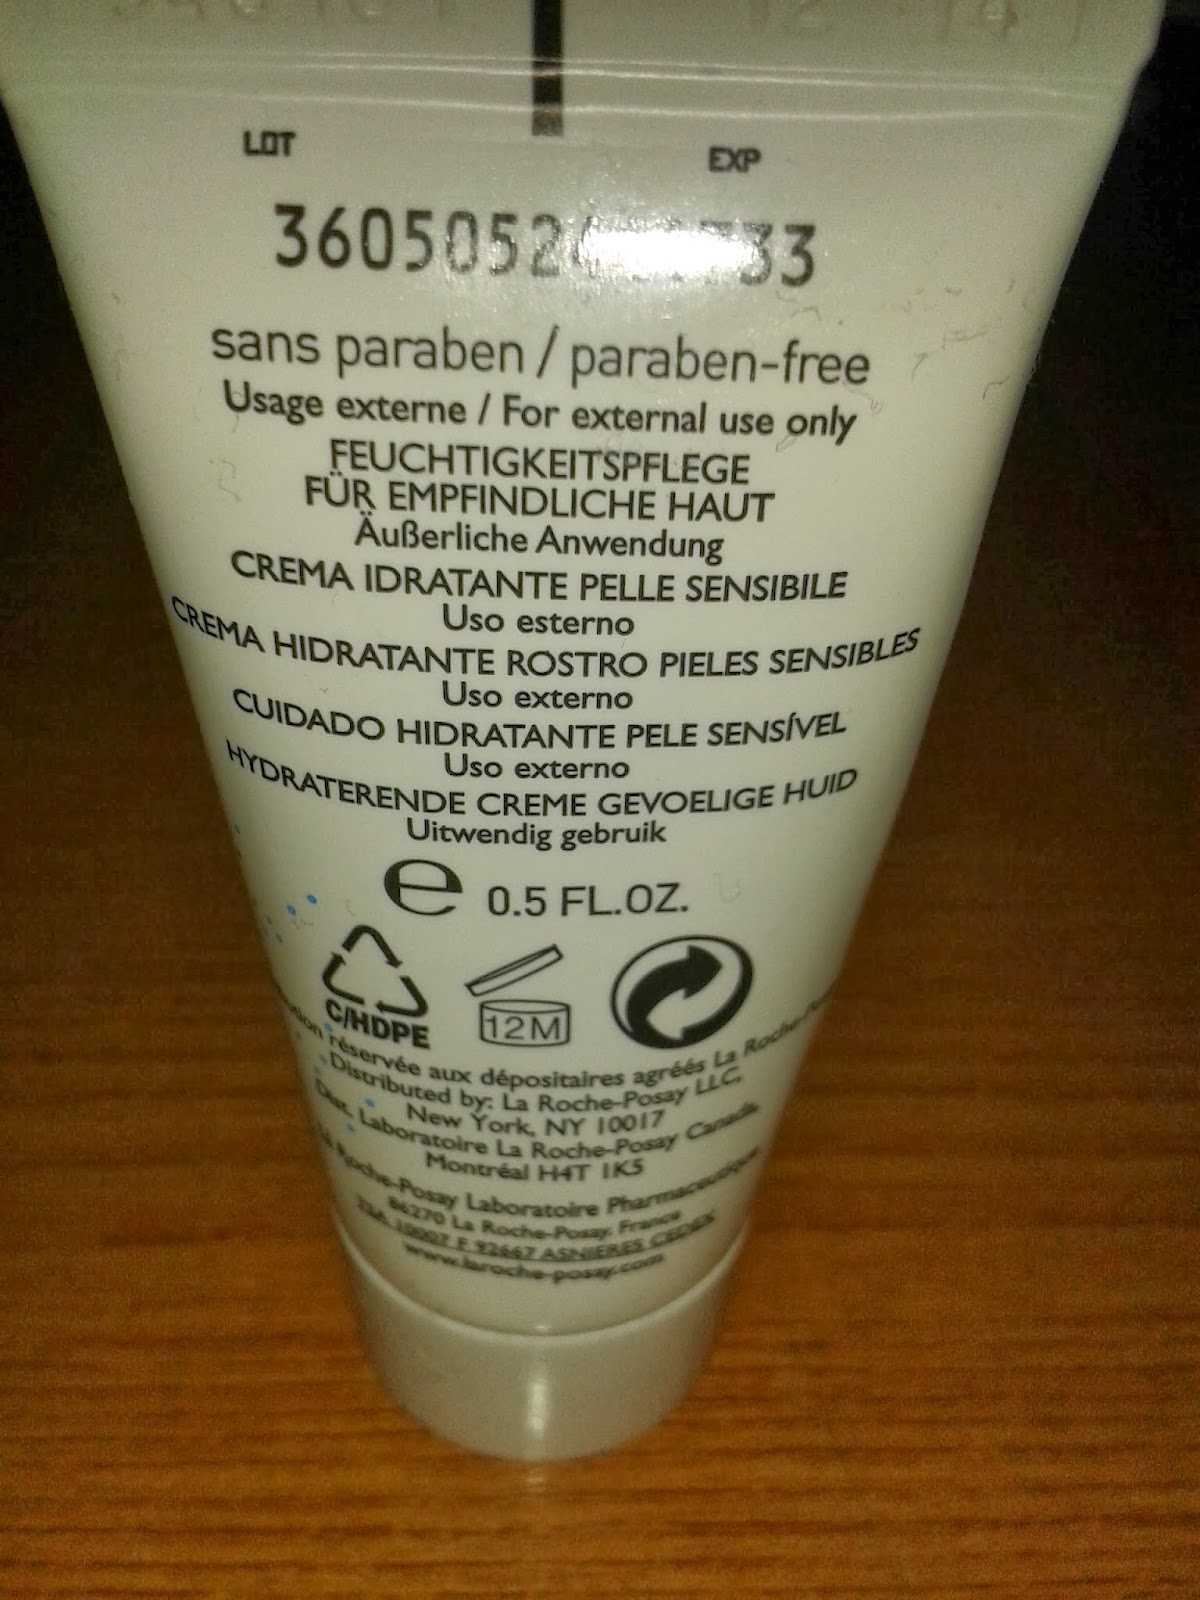 LOT EXP
sans paraben / paraben-free
Usage externe / For external use only
FEUCHTIGKEITSPFLEGE
FÜR EMPFINDLICHE HAUT
Äußerliche Anwendung
CREMA IDRATANTE PELLE SENSIBILE
Uso esterno
CREMA HIDRATANTE ROSTRO PIELES SENSIBLES
Uso externo
CUIDADO HIDRATANTE PELE SENSÍVEL
Uso externo
HYDRATERENDE CREME GEVOELIGE HUID
Uitwendig gebruik
e 0.5 FL.OZ.
C/HDPE 12M
réservée aux dépositaires agréés La
Distributed by: La Roche-Posay LLC,
New York, NY 10017
Dist. Laboratoire La Roche-Posay Canada,
Montréal H4T 1K5
Roche-Posay Laboratoire Pharmaceutique
86270 La Roche-Posay, France
10007 F 92667 ASNIERES CEDEX
www.laroche-posay.com